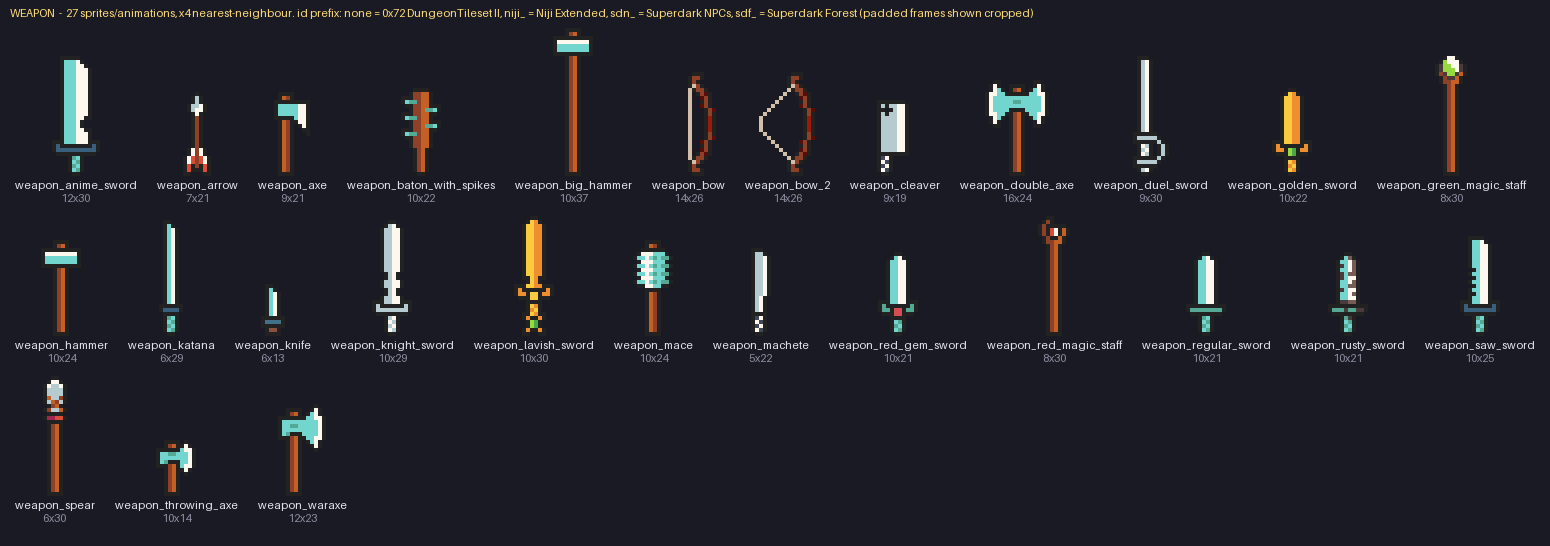 WEAPON - 27 sprites/animations, x4 nearest-neighbour. id prefix: none = 0x72 DungeonTileset II, niji_ = Niji Extended, sdn_ = Superdark NPCs, sdf_ = Superdark Forest (padded frames shown cropped)
weapon_anime_sword weapon_arrow weapon_axe weapon_baton_with_spikes weapon_big_hammer weapon_bow weapon_bow_2 weapon_cleaver weapon_double_axe weapon_duel_sword weapon_golden_sword weapon_green_magic_staff
12x30 7x21 9x21 10x22 10x37 14x26 14x26 9x19 16x24 9x30 10x22 8x30
weapon_hammer weapon_katana weapon_knife weapon_knight_sword weapon_lavish_sword weapon_mace weapon_machete weapon_red_gem_sword weapon_red_magic_staff weapon_regular_sword weapon_rusty_sword weapon_saw_sword
10x24 6x29 6x13 10x29 10x30 10x24 5x22 10x21 8x30 10x21 10x21 10x25
weapon_spear weapon_throwing_axe weapon_waraxe
6x30 10x14 12x23